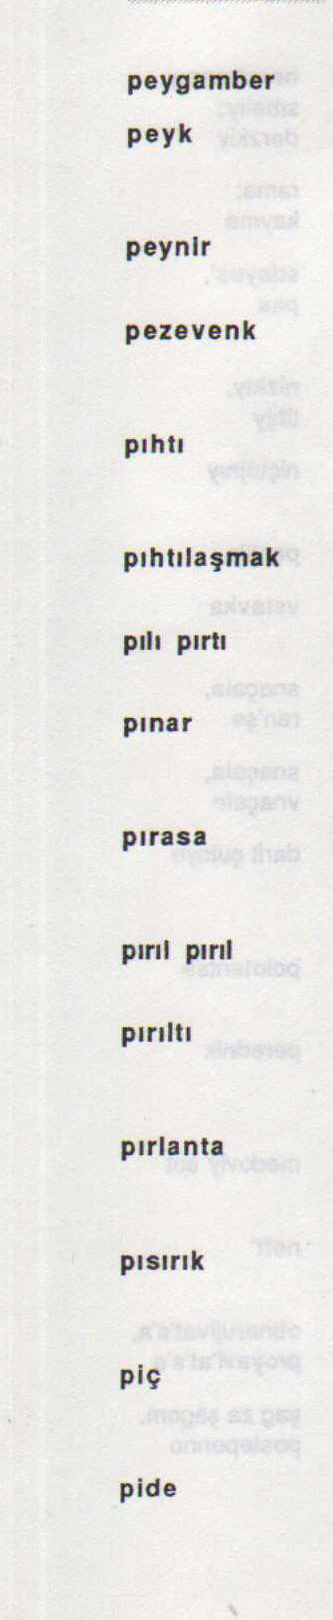 peygamber
peyk
peynir
pezevenk
pıhtı
pıhtılaşmak
pılı pırtı
pınar
pırasa
pırıl pırıl
pırıltı
pırlanta
pısırık
piç
pide